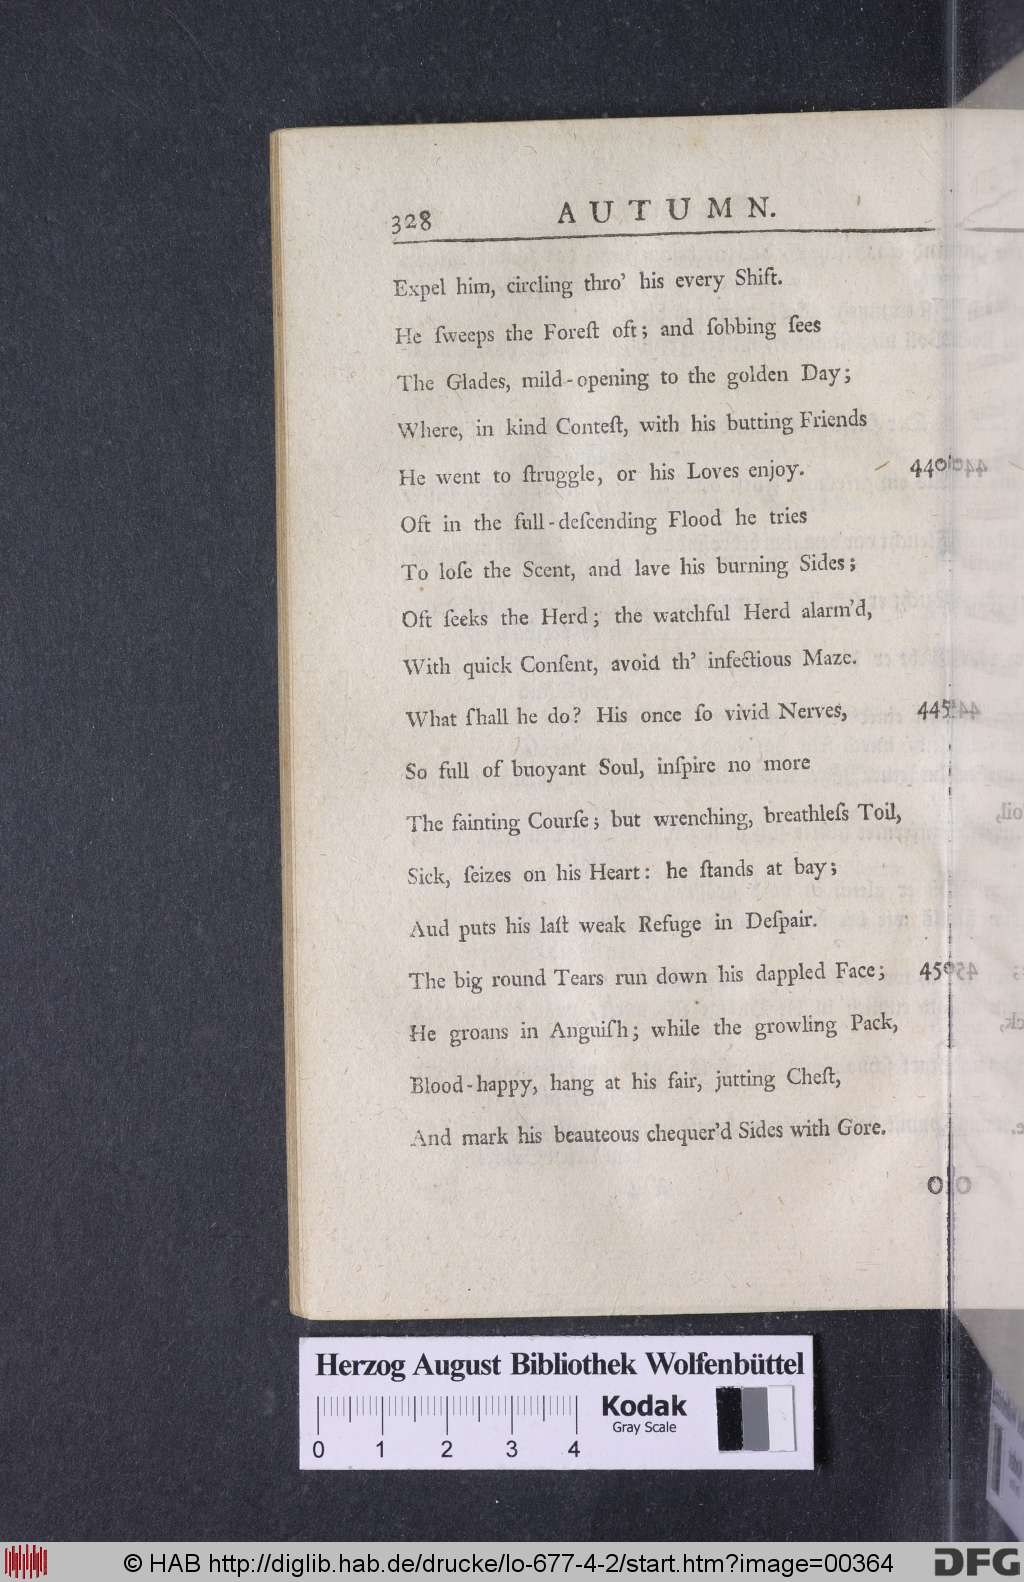 328 AUTUMN.
Expel him, circling thro' his every Shift.
He ſweeps the Foreſt oft; and ſobbing ſees
The Glades, mild-opening to the golden Day;
Where, in kind Conteſt, with his butting Friends
He went to ſtruggle, or his Loves enjoy. 440
Oft in the full-deſcending Flood he tries
To loſe the Scent, and lave his burning Sides;
Oft ſeeks the Herd; the watchful Herd alarm'd,
With quick Conſent, avoid th' infectious Maze.
What ſhall he do? His once ſo vivid Nerves, 445
So full of buoyant Soul, inſpire no more
The fainting Courſe; but wrenching, breathleſs Toil,
Sick, ſeizes on his Heart: he ſtands at bay;
Aud puts his laſt weak Refuge in Deſpair.
The big round Tears run down his dappled Face; 450
He groans in Anguiſh; while the growling Pack,
Blood-happy, hang at his fair, jutting Cheſt,
And mark his beauteous chequer'd Sides with Gore.
Herzog August Bibliothek Wolfenbüttel
Kodak
Gray Scale
0 1 2 3 4
© HAB http://diglib.hab.de/drucke/lo-677-4-2/start.htm?image=00364
DFG